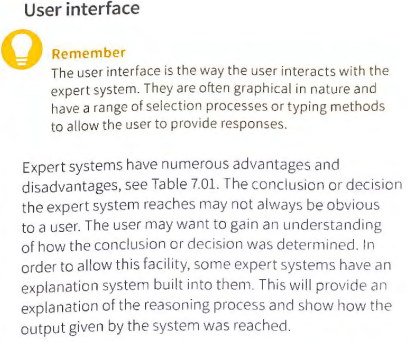 User interface
Remember
The user interface is the way the user interacts with the
expert system. They are often graphical in nature and
have a range of selection processes or typing methods
to allow the user to provide responses.
Expert systems have numerous advantages and
disadvantages, see Table 7.01. The conclusion or decision
the expert system reaches may not always be obvious
to a user. The user may want to gain an understanding
of how the conclusion or decision was determined. In
order to allow this facility, some expert systems have an
explanation system built into them. This will provide an
explanation of the reasoning process and show how the
output given by the system was reached.